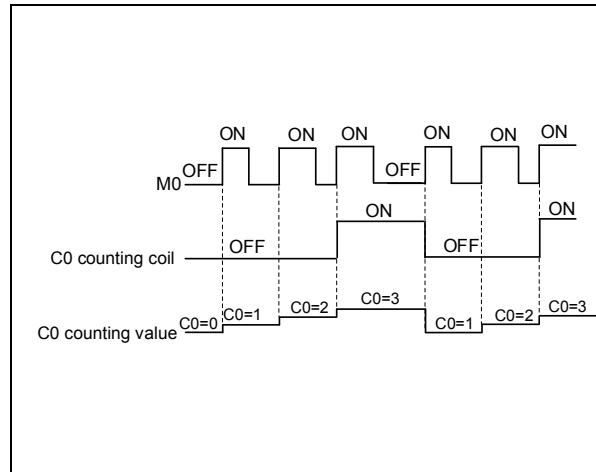 ON ON ON ON ON ON
OFF OFF
M0
ON ON
OFF OFF
C0 counting coil
C0=0 C0=1 C0=2 C0=3 C0=1 C0=2 C0=3
C0 counting value